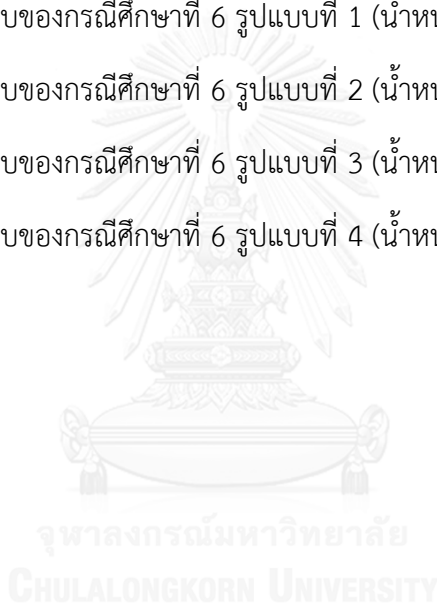 บของกรณีศึกษาที่ 6 รูปแบบที่ 1 (น้ำห
บของกรณีศึกษาที่ 6 รูปแบบที่ 2 (น้ำห
บของกรณีศึกษาที่ 6 รูปแบบที่ 3 (น้ำห
บของกรณีศึกษาที่ 6 รูปแบบที่ 4 (น้ำห
จุฬาลงกรณ์มหาวิทยาลัย
CHULALONGKORN UNIVERSITY